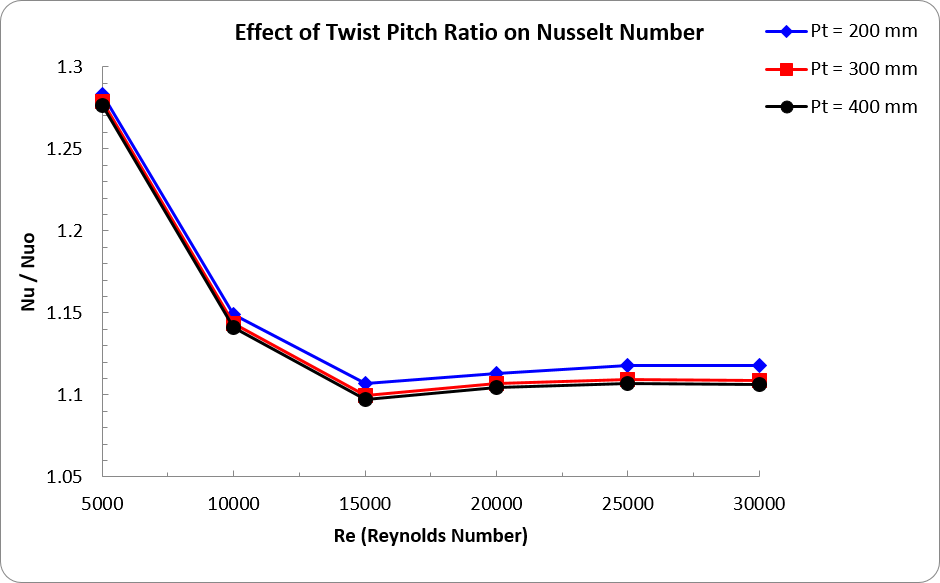 Effect of Twist Pitch Ratio on Nusselt Number
Pt = 200 mm
Pt = 300 mm
Pt = 400 mm
1.3
1.25
1.2
1.15
1.1
1.05
Nu / Nuo
5000 10000 15000 20000 25000 30000
Re (Reynolds Number)